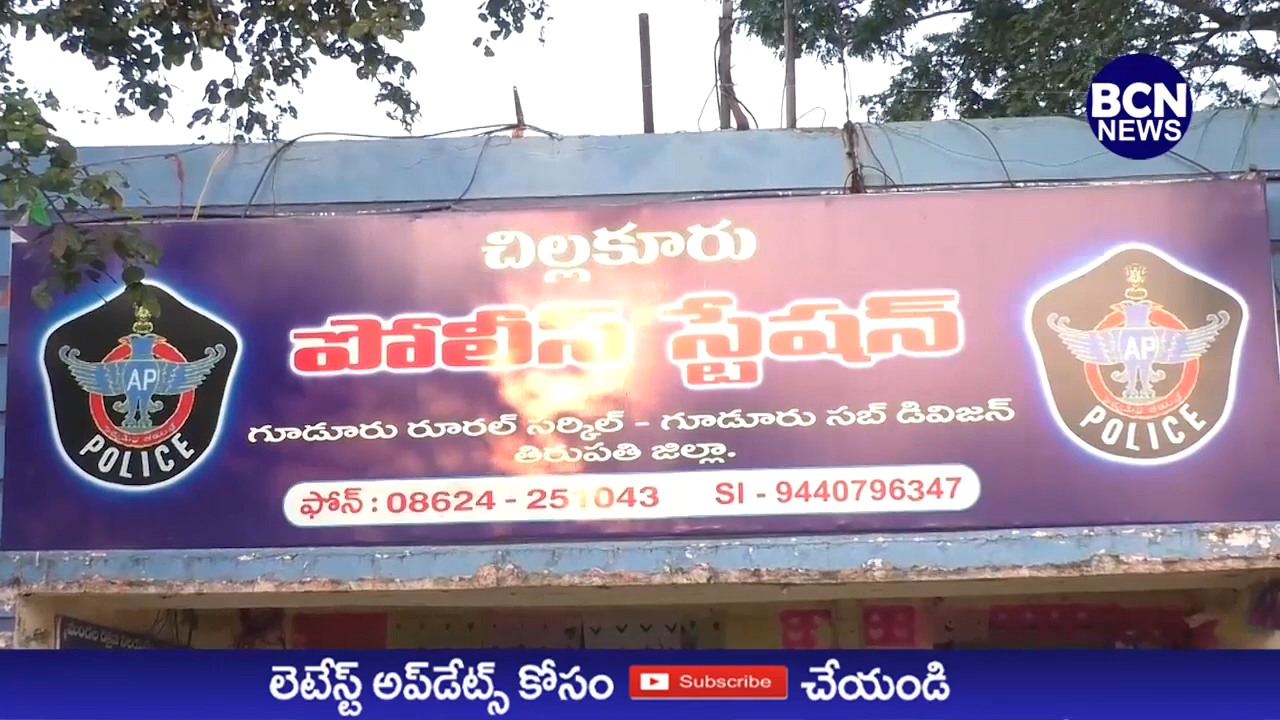 BCN
NEWS
చిల్లకూరు
పోలీస్ స్టేషన్
గూడూరు రూరల్ సర్కిల్ - గూడూరు సబ్ డివిజన్
తిరుపతి జిల్లా.
ఫోన్ : 08624 - 251043 SI - 9440796347
AP
POLICE
AP
POLICE
లెటేస్ట్ అప్‌డేట్స్ కోసం Subscribe చేయండి